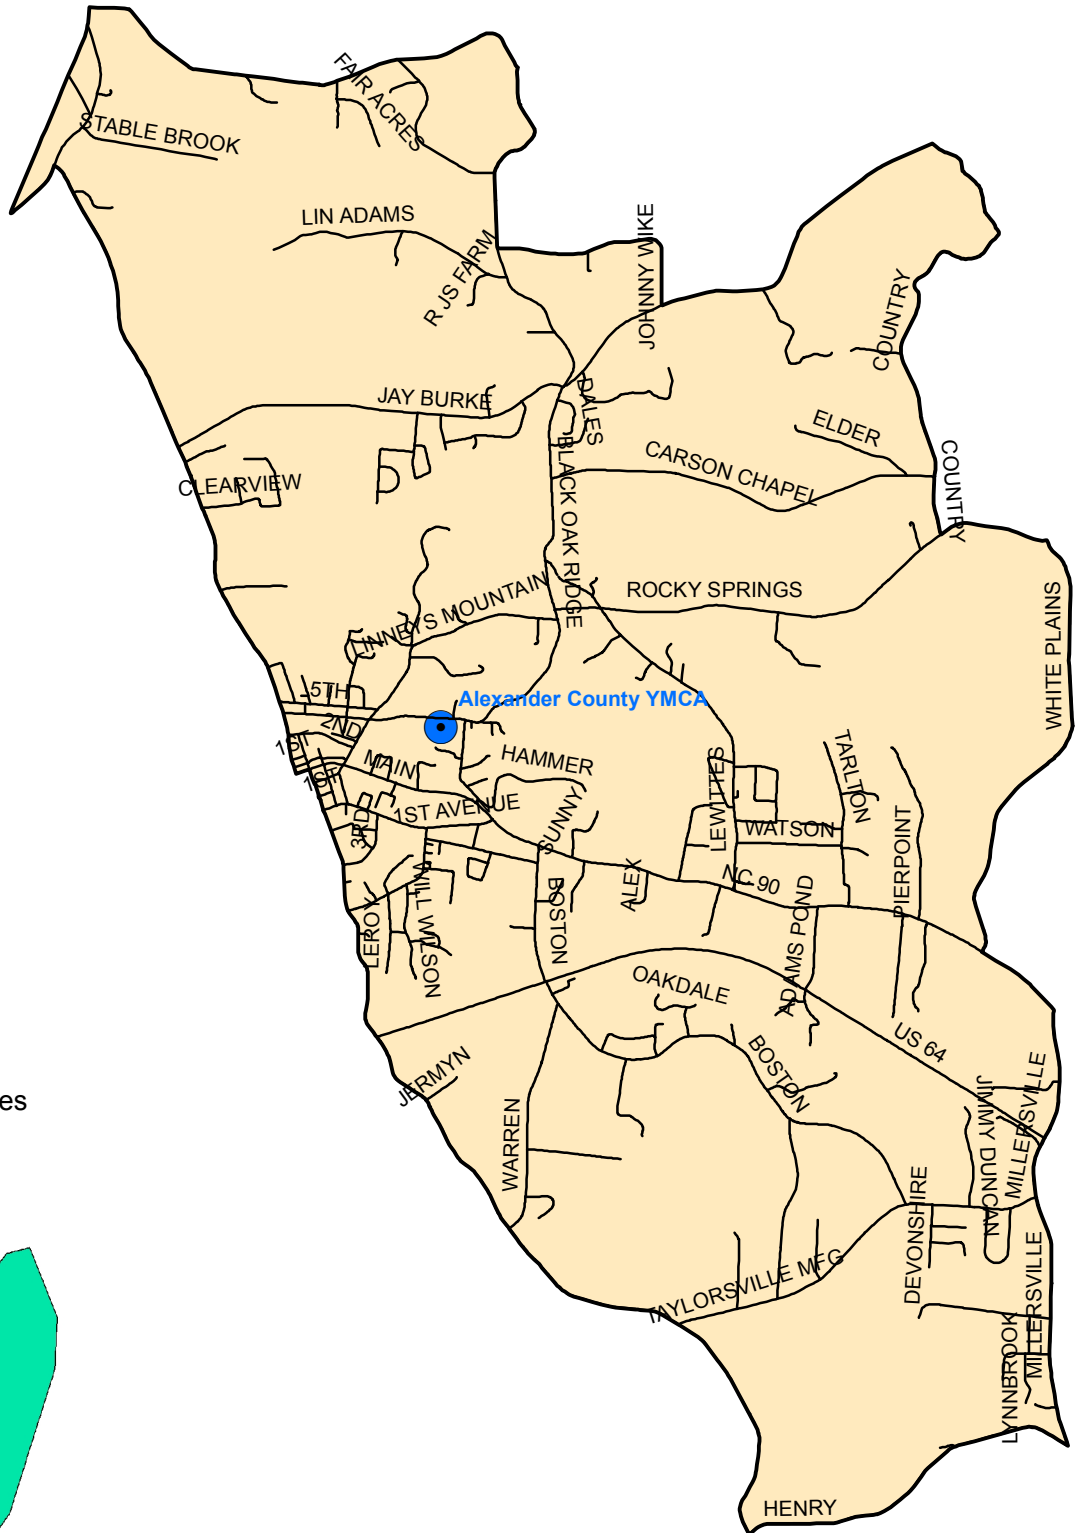 FAIR ACRES
STABLE BROOK
LIN ADAMS
R JS FARM
JOHNNY WIKE
COUNTRY
JAY BURKE
DALES
ELDER
CARSON CHAPEL
COUNTRY
CLEARVIEW
BLACK OAK RIDGE
LINNEYS MOUNTAIN
ROCKY SPRINGS
WHITE PLAINS
5TH
Alexander County YMCA
2ND
1ST
MAIN
HAMMER
TARLTON
1ST
1ST AVENUE
SUNNY
LEWITTES
WATSON
3RD
PIERPOINT
WILL WILSON
BOSTON
ALEX
NC 90
LEROY
ADAMS POND
OAKDALE
US 64
BOSTON
JERMYN
es
WARREN
JIMMY DUNCAN
MILLERSVILLE
DEVONSHIRE
TAYLORSVILLE MFG
MILLERSVILLE
LYNNBROOK
HENRY